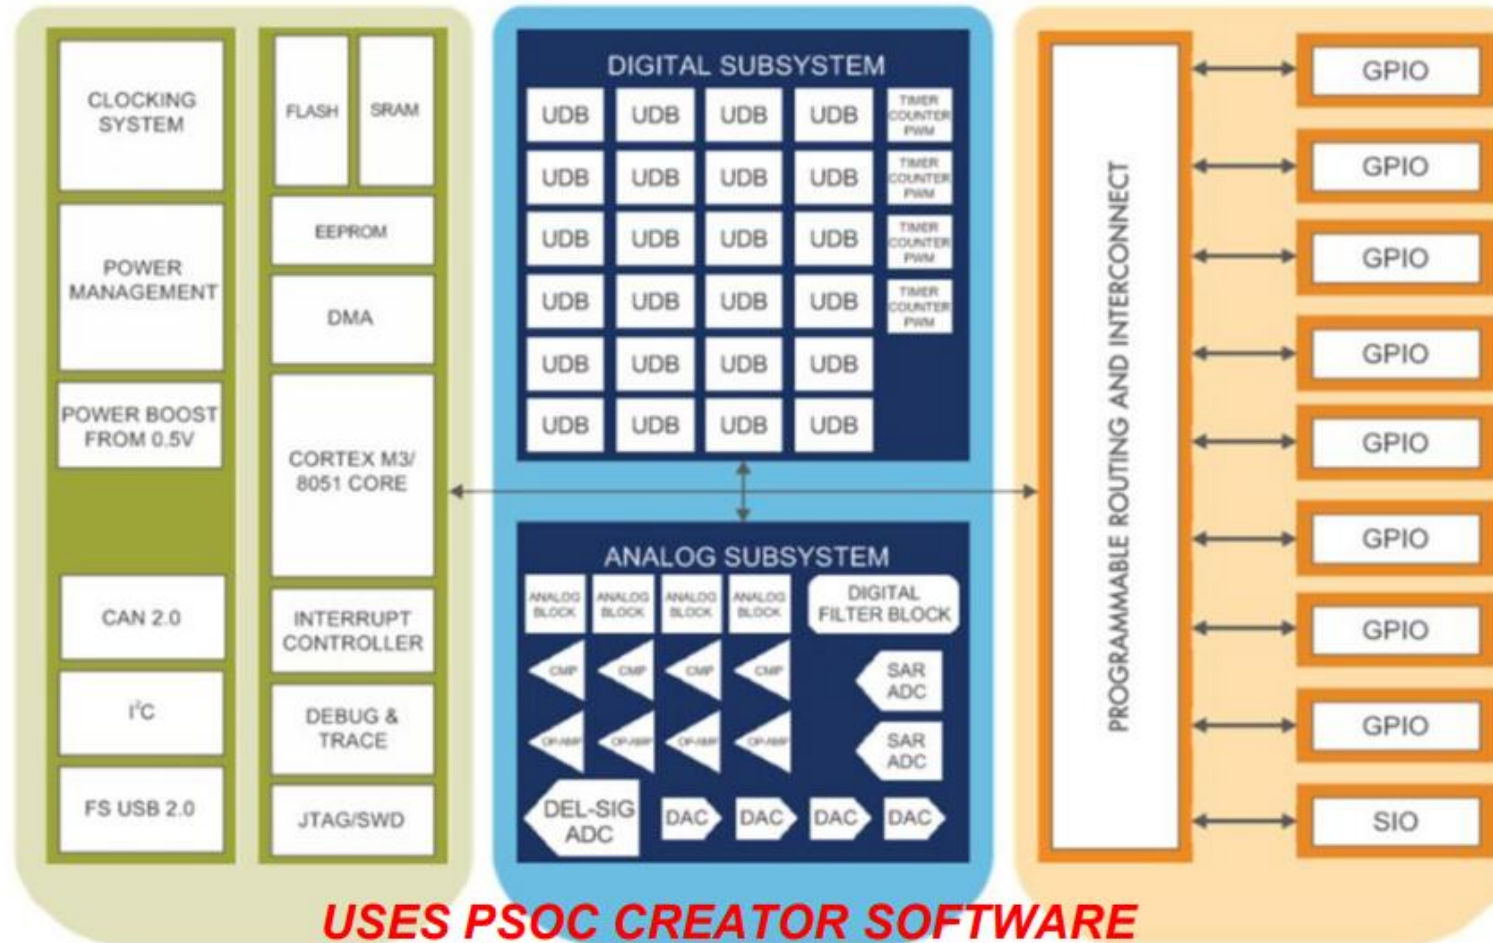 CLOCKING
SYSTEM
POWER
MANAGEMENT
POWER BOOST
FROM 0.5V
CAN 2.0
I²C
FS USB 2.0
FLASH
SRAM
EEPROM
DMA
CORTEX M3/
8051 CORE
INTERRUPT
CONTROLLER
DEBUG &
TRACE
JTAG/SWD
DIGITAL SUBSYSTEM
UDB UDB UDB UDB
TIMER
COUNTER
PWM
UDB UDB UDB UDB
TIMER
COUNTER
PWM
UDB UDB UDB UDB
TIMER
COUNTER
PWM
UDB UDB UDB UDB
TIMER
COUNTER
PWM
UDB UDB UDB UDB
UDB UDB UDB UDB
ANALOG SUBSYSTEM
ANALOG
BLOCK
ANALOG
BLOCK
ANALOG
BLOCK
ANALOG
BLOCK
DIGITAL
FILTER BLOCK
CMP CMP CMP CMP
SAR
ADC
OP-AMP OP-AMP OP-AMP OP-AMP
SAR
ADC
DEL-SIG
ADC
DAC DAC DAC DAC
PROGRAMMABLE ROUTING AND INTERCONNECT
GPIO
GPIO
GPIO
GPIO
GPIO
GPIO
GPIO
GPIO
SIO
USES PSOC CREATOR SOFTWARE